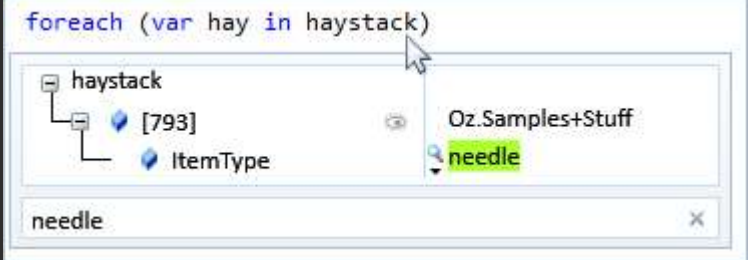 foreach (var hay in haystack)
haystack
[793] Oz.Samples+Stuff
ItemType needle
needle